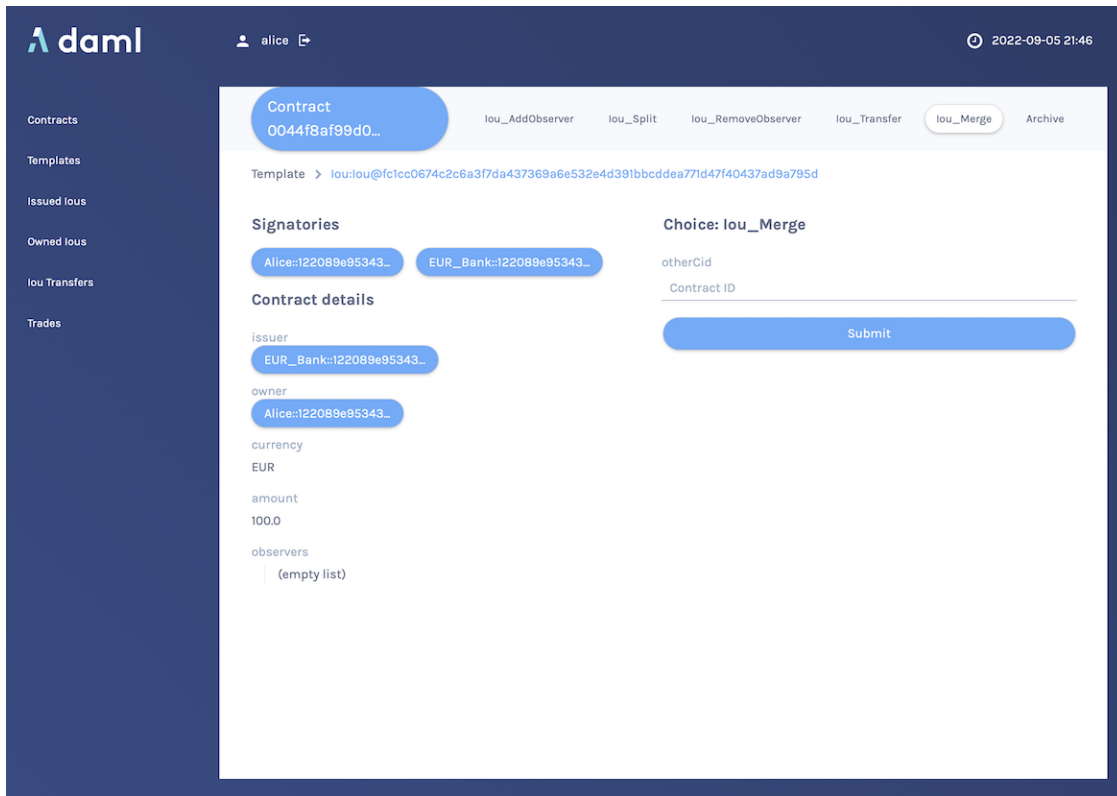 daml
alice
2022-09-05 21:46
Contracts
Templates
Issued Ious
Owned Ious
Iou Transfers
Trades
Contract
0044f8af99d0...
Iou_AddObserver
Iou_Split
Iou_RemoveObserver
Iou_Transfer
Iou_Merge
Archive
Template > Iou:Iou@fc1cc0674c2c6a3f7da437369a6e532e4d391bbcddea771d47f40437ad9a795d
Signatories
Alice::122089e95343... EUR_Bank::122089e95343...
Contract details
issuer
EUR_Bank::122089e95343...
owner
Alice::122089e95343...
currency
EUR
amount
100.0
observers
(empty list)
Choice: Iou_Merge
otherCid
Contract ID
Submit